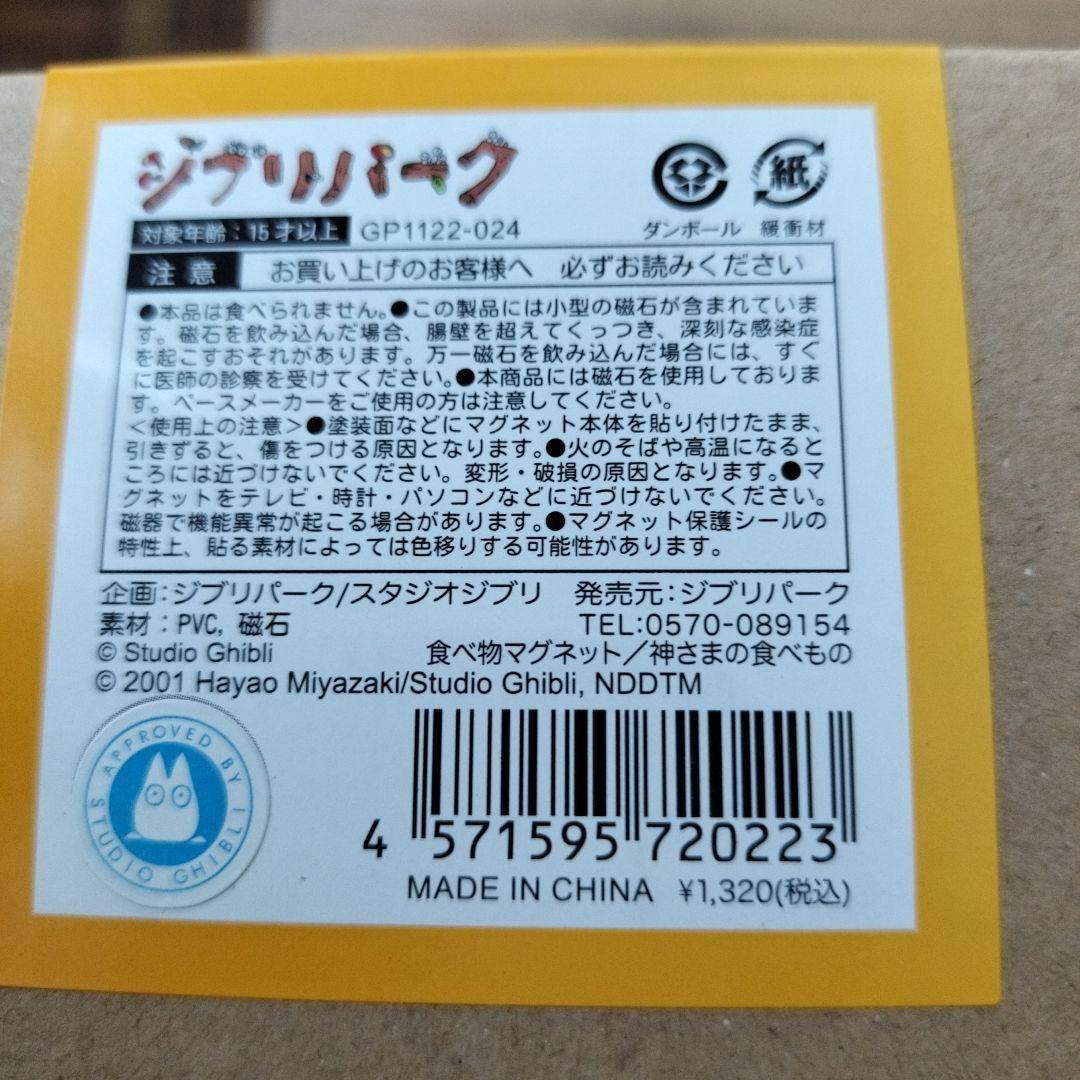 ジブリパーク
紙
対象年齢：15才以上 GP1122-024
ダンボール 緩衝材
注意 お買い上げのお客様へ 必ずお読みください
●本品は食べられません。●この製品には小型の磁石が含まれていま
す。磁石を飲み込んだ場合、腸壁を超えてくっつき、深刻な感染症
を起こすおそれがあります。万一磁石を飲み込んだ場合には、すぐ
に医師の診察を受けてください。●本商品には磁石を使用しておりま
す。ペースメーカーをご使用の方は注意してください。
＜使用上の注意＞●塗装面などにマグネット本体を貼り付けたまま、
引きずると、傷をつける原因となります。●火のそばや高温になると
ころには近づけないでください。変形・破損の原因となります。●マ
グネットをテレビ・時計・パソコンなどに近づけないでください。
磁器で機能異常が起こる場合があります。●マグネット保護シールの
特性上、貼る素材によっては色移りする可能性があります。
企画：ジブリパーク/スタジオジブリ 発売元：ジブリパーク
素材：PVC, 磁石 TEL:0570-089154
© Studio Ghibli 食べ物マグネット／神さまの食べもの
© 2001 Hayao Miyazaki/Studio Ghibli, NDDTM
APPROVED BY
STUDIO GHIBLI
4 571595 720223
MADE IN CHINA ¥1,320(税込)